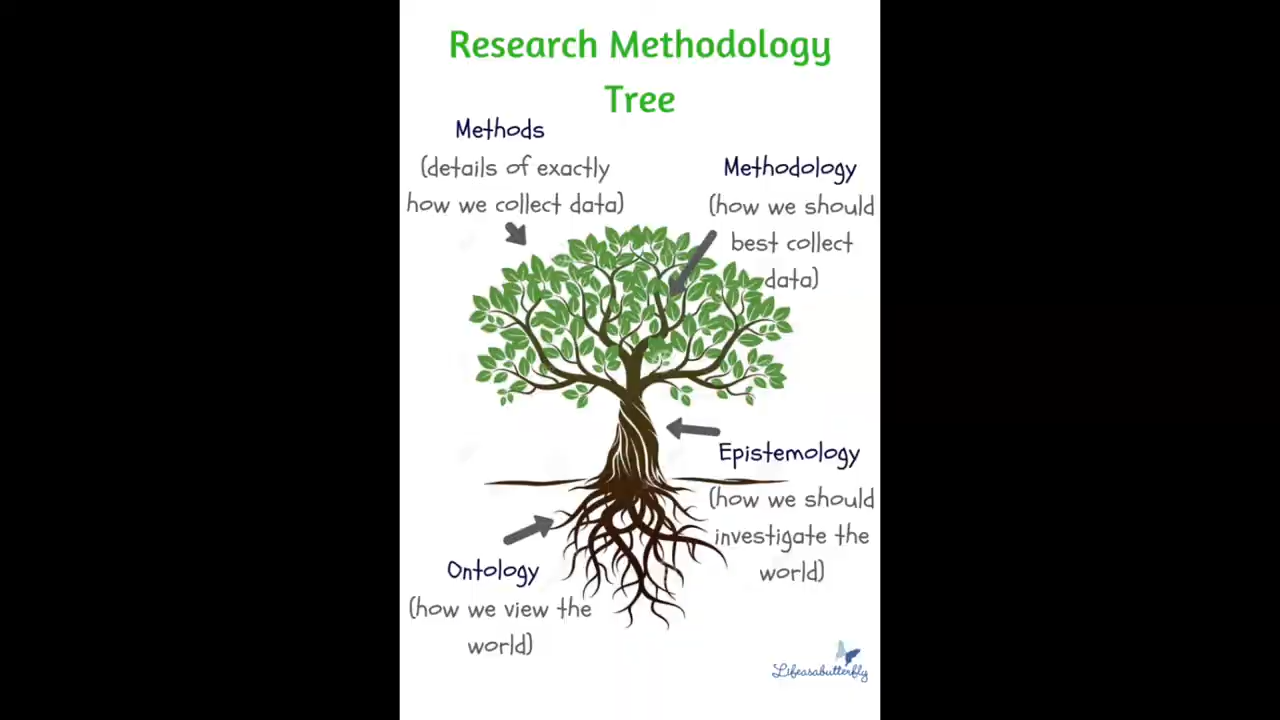 Research Methodology
Tree
Methods
(details of exactly
how we collect data)
Methodology
(how we should
best collect
data)
Epistemology
(how we should
investigate the
world)
Ontology
(how we view the
world)
Lifeasabutterfly